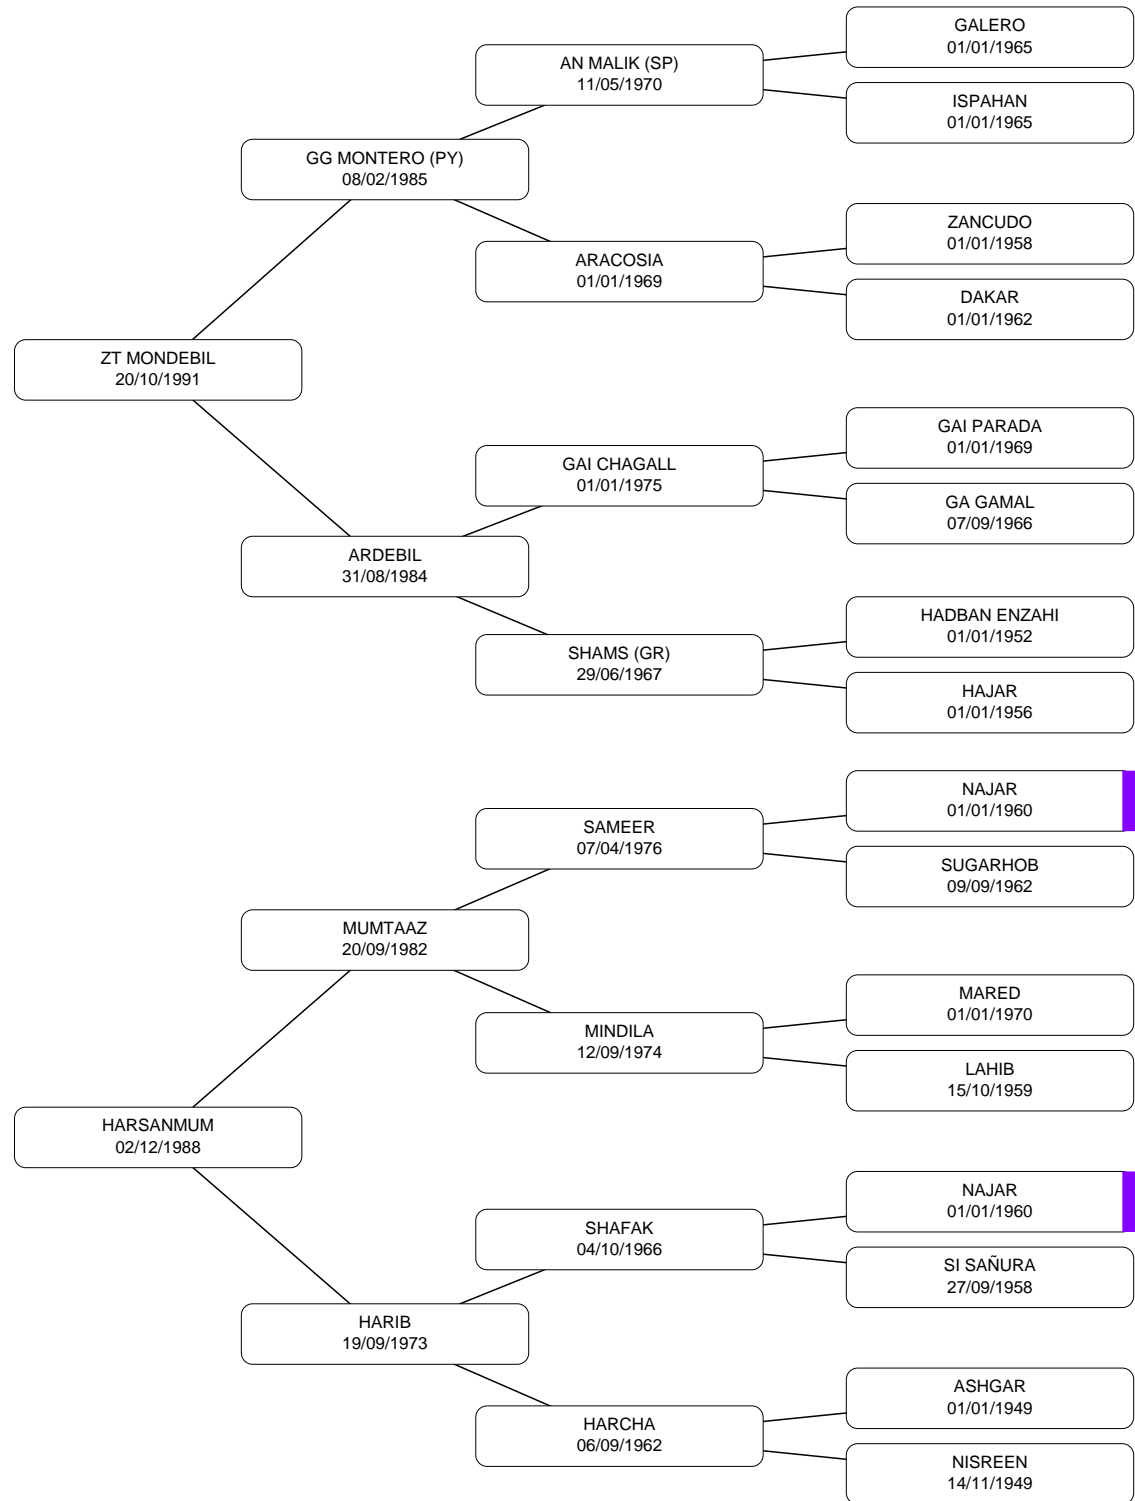 GALERO
01/01/1965
AN MALIK (SP)
11/05/1970
ISPAHAN
01/01/1965
GG MONTERO (PY)
08/02/1985
ZANCUDO
01/01/1958
ARACOSIA
01/01/1969
DAKAR
01/01/1962
ZT MONDEBIL
20/10/1991
GAI PARADA
01/01/1969
GAI CHAGALL
01/01/1975
GA GAMAL
07/09/1966
ARDEBIL
31/08/1984
HADBAN ENZAHI
01/01/1952
SHAMS (GR)
29/06/1967
HAJAR
01/01/1956
NAJAR
01/01/1960
SAMEER
07/04/1976
SUGARHOB
09/09/1962
MUMTAAZ
20/09/1982
MARED
01/01/1970
MINDILA
12/09/1974
LAHIB
15/10/1959
HARSANMUM
02/12/1988
NAJAR
01/01/1960
SHAFAK
04/10/1966
SI SAÑURA
27/09/1958
HARIB
19/09/1973
ASHGAR
01/01/1949
HARCHA
06/09/1962
NISREEN
14/11/1949